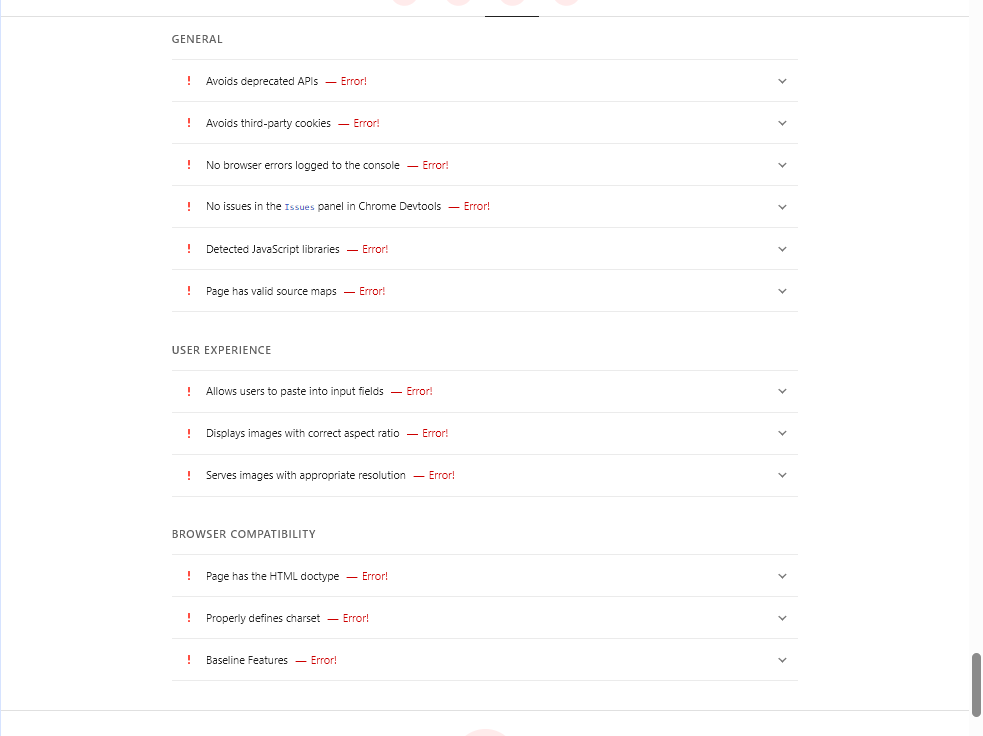 GENERAL
! Avoids deprecated APIs — Error!
! Avoids third-party cookies — Error!
! No browser errors logged to the console — Error!
! No issues in the Issues panel in Chrome Devtools — Error!
! Detected JavaScript libraries — Error!
! Page has valid source maps — Error!
USER EXPERIENCE
! Allows users to paste into input fields — Error!
! Displays images with correct aspect ratio — Error!
! Serves images with appropriate resolution — Error!
BROWSER COMPATIBILITY
! Page has the HTML doctype — Error!
! Properly defines charset — Error!
! Baseline Features — Error!